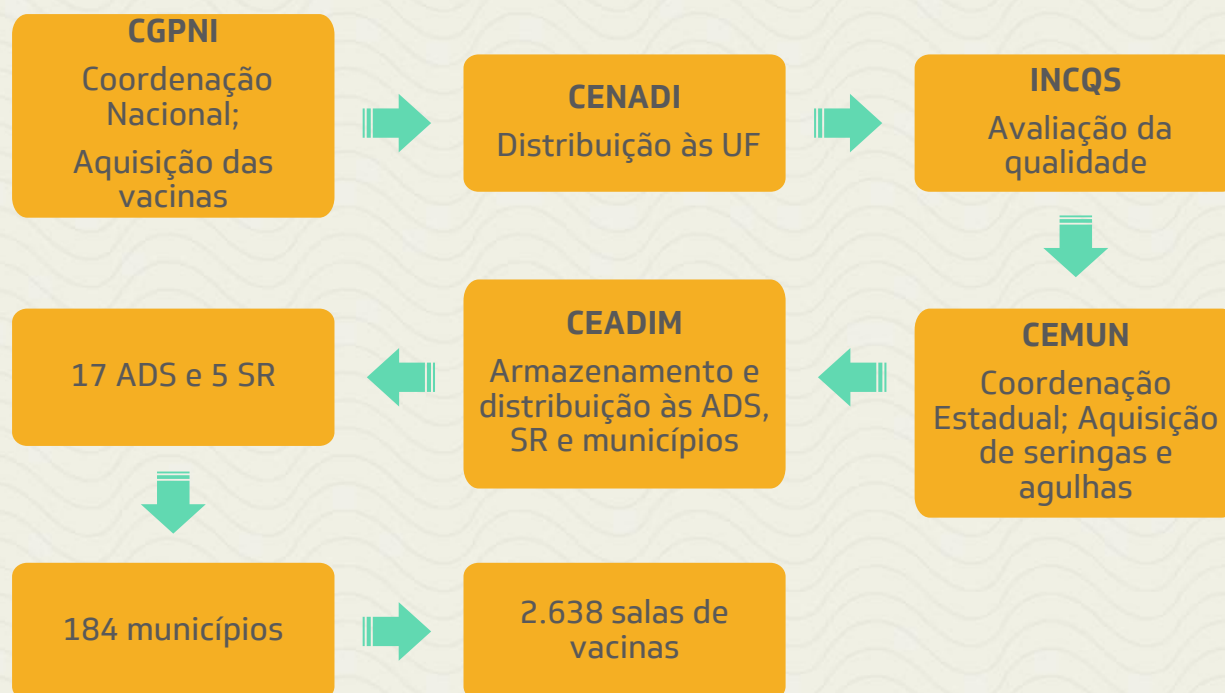 CGPNI
Coordenação
Nacional;
Aquisição das
vacinas
CENADI
Distribuição às UF
INCQS
Avaliação da
qualidade
CEMUN
Coordenação
Estadual; Aquisição
de seringas e
agulhas
CEADIM
Armazenamento e
distribuição às ADS,
SR e municípios
17 ADS e 5 SR
184 municípios
2.638 salas de
vacinas